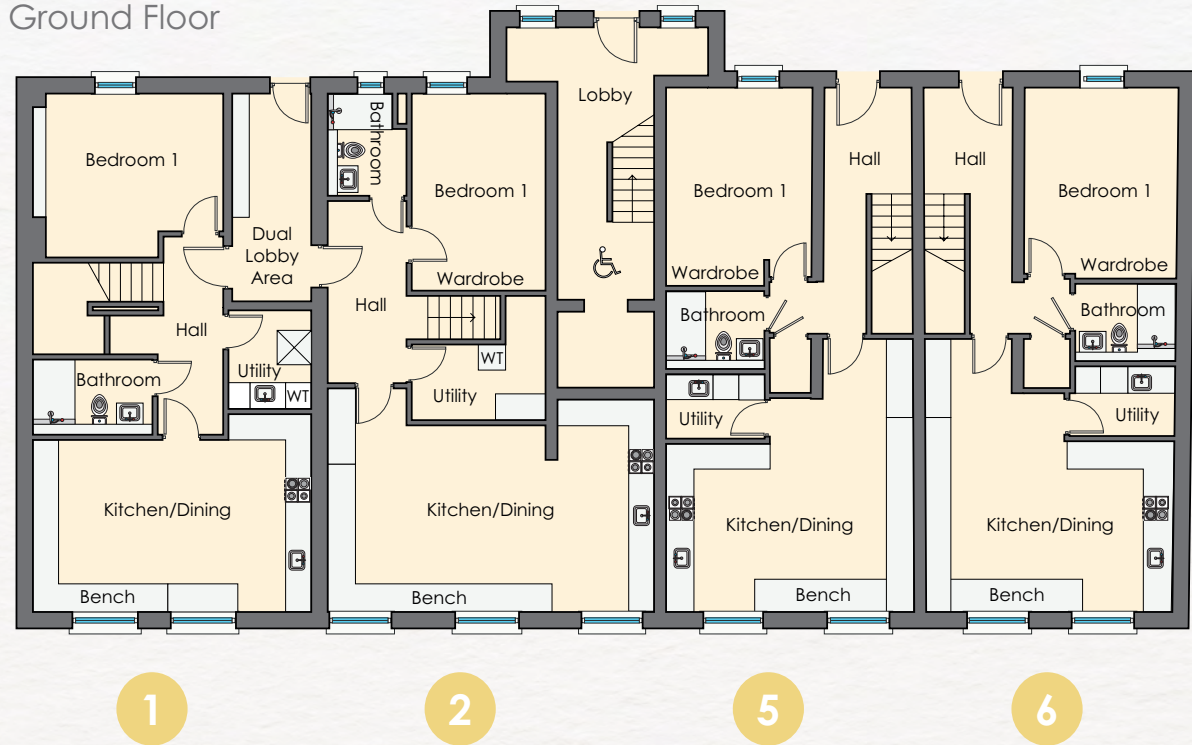 Ground Floor
Bedroom 1
Dual
Lobby
Area
Hall
Bathroom
Utility
WT
Kitchen/Dining
Bench
Bathroom
Bedroom 1
Wardrobe
Hall
WT
Utility
Kitchen/Dining
Bench
Lobby
Bedroom 1
Wardrobe
Hall
Bathroom
Utility
Kitchen/Dining
Bench
Hall
Bedroom 1
Wardrobe
Bathroom
Utility
Kitchen/Dining
Bench
1
2
5
6